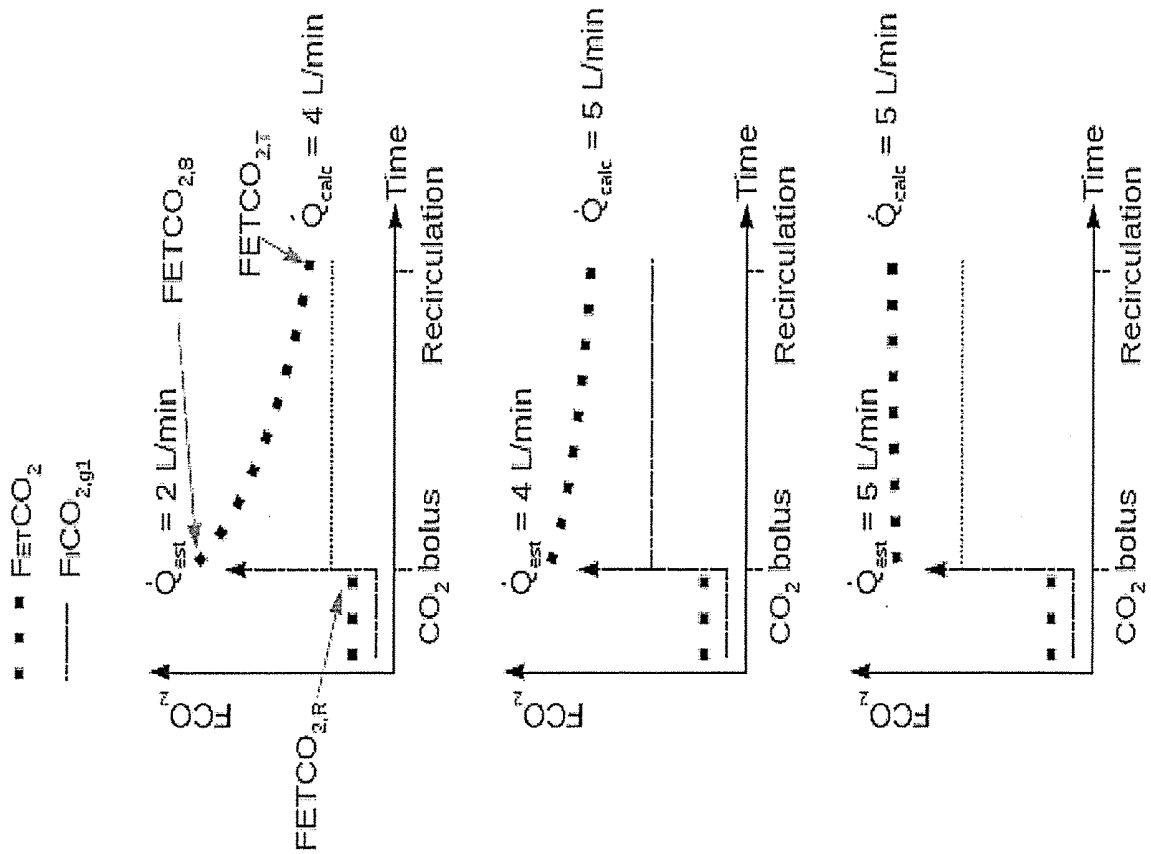 FETCO2
FICO2,g1
FCO2
FETCO2,R
Q̇est = 2 L/min
FETCO2,B
FETCO2,T
Q̇calc = 4 L/min
CO2 bolus
Recirculation
Time
FCO2
Q̇est = 4 L/min
Q̇calc = 5 L/min
CO2 bolus
Recirculation
Time
FCO2
Q̇est = 5 L/min
Q̇calc = 5 L/min
CO2 bolus
Recirculation
Time